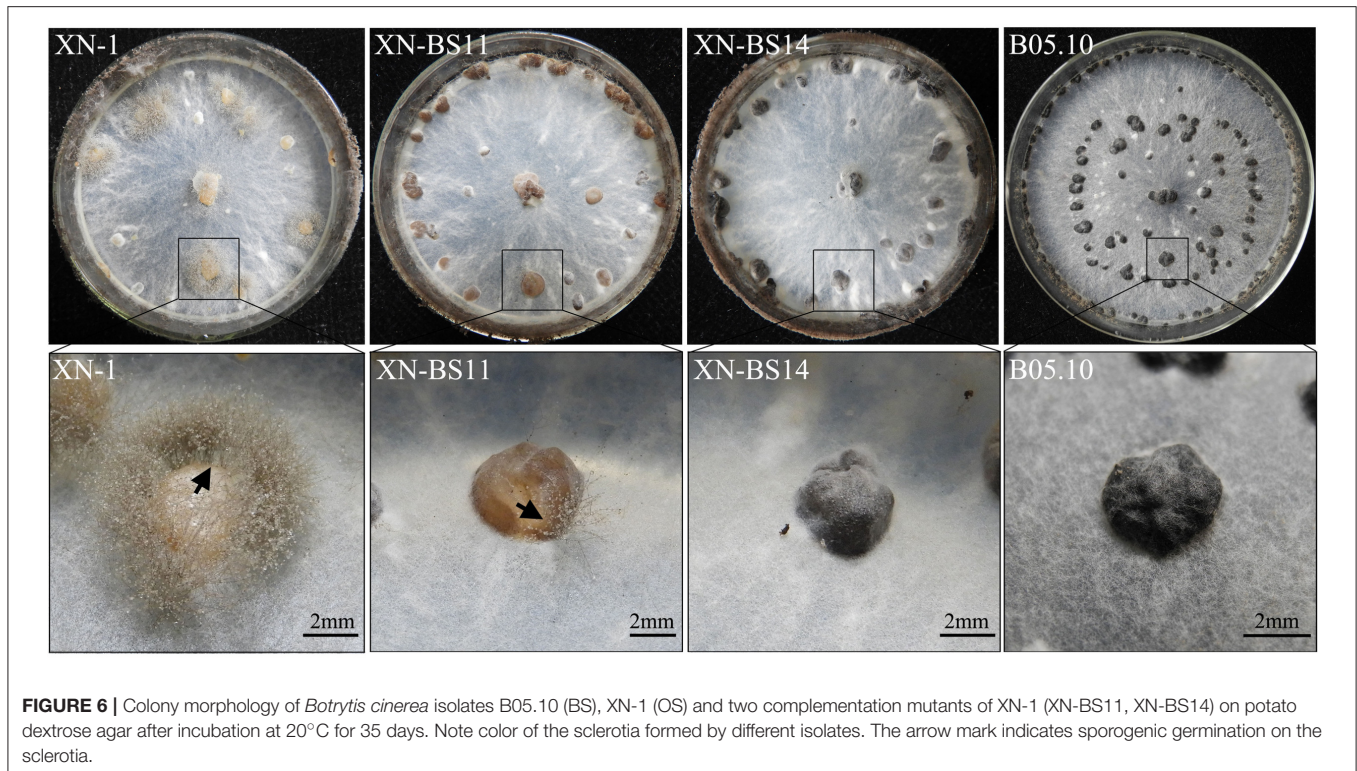 XN-1
XN-BS11
XN-BS14
B05.10
XN-1
XN-BS11
XN-BS14
B05.10
2mm
2mm
2mm
2mm
FIGURE 6 | Colony morphology of Botrytis cinerea isolates B05.10 (BS), XN-1 (OS) and two complementation mutants of XN-1 (XN-BS11, XN-BS14) on potato
dextrose agar after incubation at 20°C for 35 days. Note color of the sclerotia formed by different isolates. The arrow mark indicates sporogenic germination on the
sclerotia.